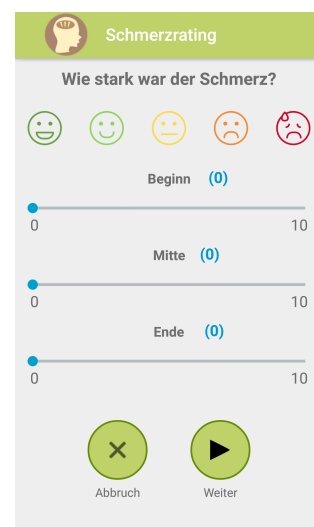 Schmerzrating
Wie stark war der Schmerz?
Beginn (0)
0 10
Mitte (0)
0 10
Ende (0)
0 10
Abbruch Weiter